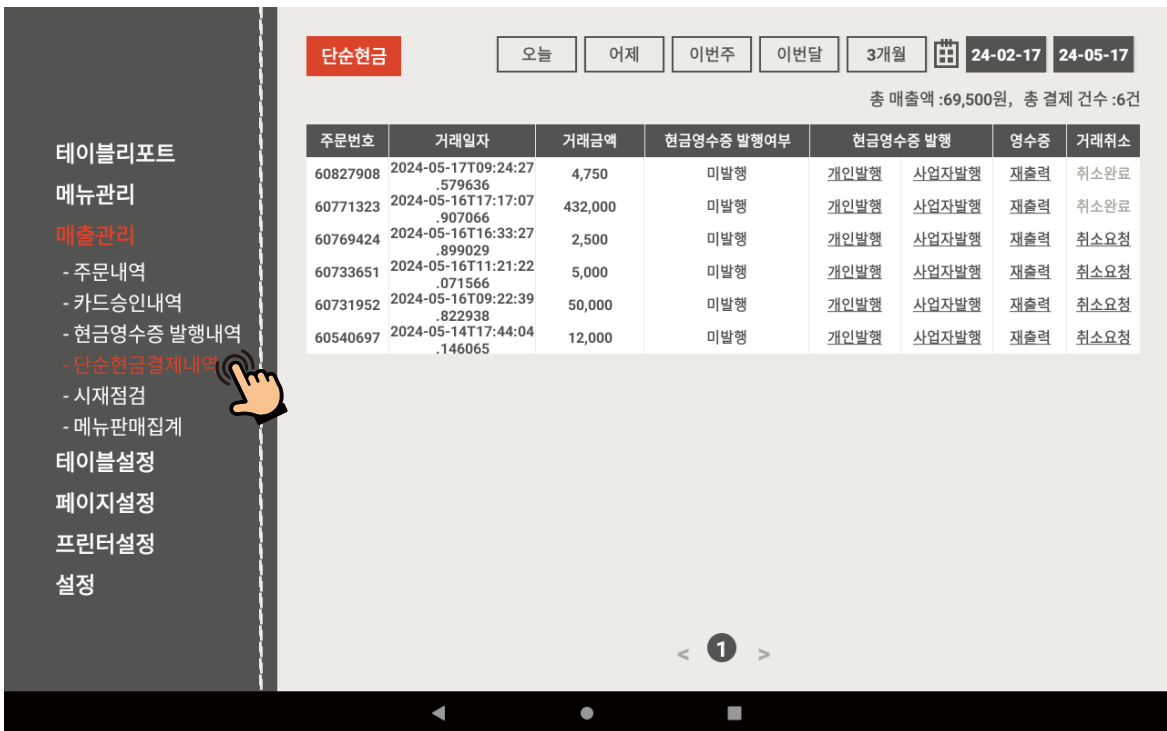 단순현금 오늘 어제 이번주 이번달 3개월 24-02-17 24-05-17
총 매출액 :69,500원, 총 결제 건수 :6건
테이블리포트
메뉴관리
매출관리
- 주문내역
- 카드승인내역
- 현금영수증 발행내역
- 단순현금결제내역
- 시재점검
- 메뉴판매집계
테이블설정
페이지설정
프린터설정
설정
주문번호 거래일자 거래금액 현금영수증 발행여부 현금영수증 발행 영수증 거래취소
60827908 2024-05-17T09:24:27.579636 4,750 미발행 개인발행 사업자발행 재출력 취소완료
60771323 2024-05-16T17:17:07.907066 432,000 미발행 개인발행 사업자발행 재출력 취소완료
60769424 2024-05-16T16:33:27.899029 2,500 미발행 개인발행 사업자발행 재출력 취소요청
60733651 2024-05-16T11:21:22.071566 5,000 미발행 개인발행 사업자발행 재출력 취소요청
60731952 2024-05-16T09:22:39.822938 50,000 미발행 개인발행 사업자발행 재출력 취소요청
60540697 2024-05-14T17:44:04.146065 12,000 미발행 개인발행 사업자발행 재출력 취소요청
< 1 >